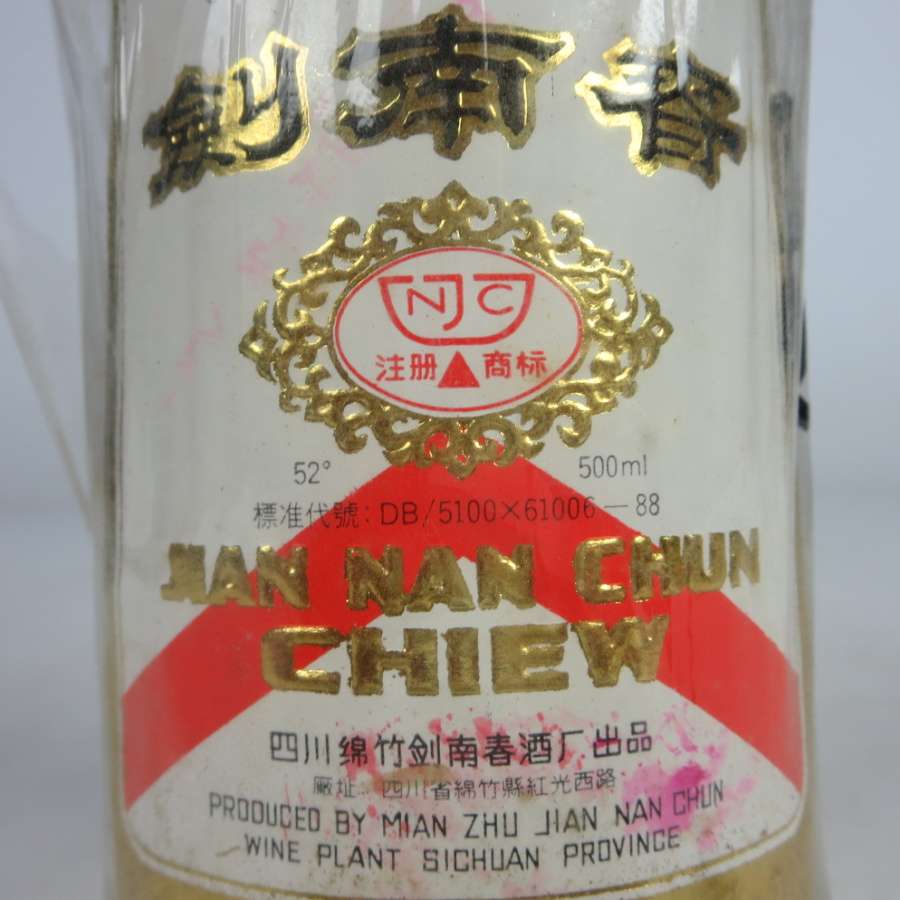 劍南春
NJC
注册▲商标
52° 500ml
標准代號: DB/5100×61006—88
JIAN NAN CHUN
CHIEW
四川绵竹剑南春酒厂出品
廠址: 四川省綿竹縣紅光西路
PRODUCED BY MIAN ZHU JIAN NAN CHUN
WINE PLANT SICHUAN PROVINCE